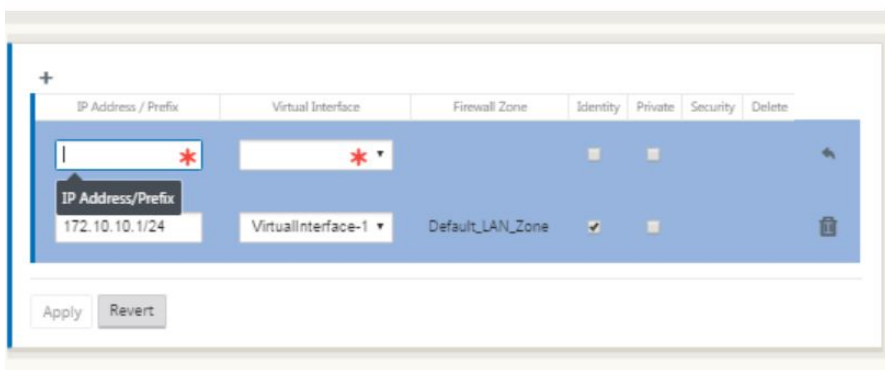 +
IP Address / Prefix Virtual Interface Firewall Zone Identity Private Security Delete
* *
IP Address/Prefix
172.10.10.1/24 VirtualInterface-1 Default_LAN_Zone
Apply Revert